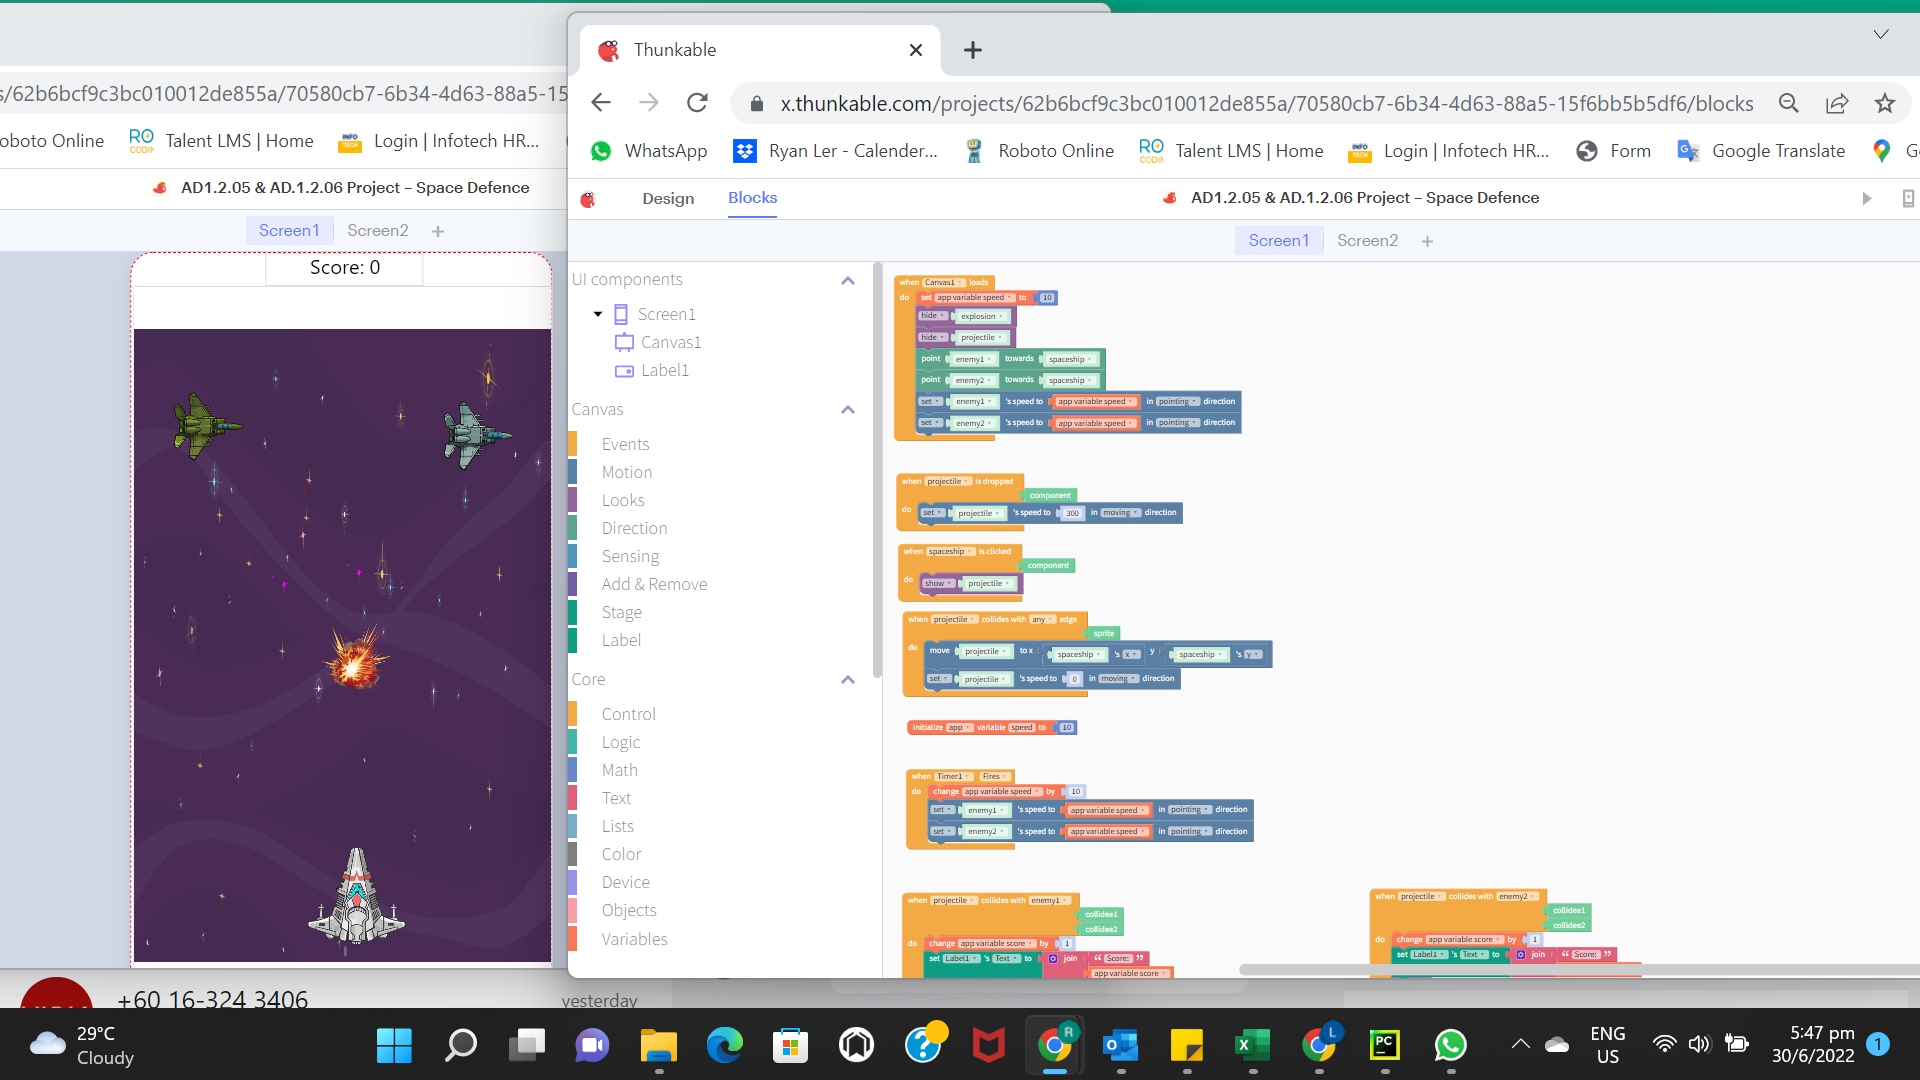 Thunkable
s/62b6bcf9c3bc010012de855a/70580cb7-6b34-4d63-88a5-15
x.thunkable.com/projects/62b6bcf9c3bc010012de855a/70580cb7-6b34-4d63-88a5-15f6bb5b5df6/blocks
oboto Online Talent LMS | Home Login | Infotech HR...
WhatsApp Ryan Ler - Calender... Roboto Online Talent LMS | Home Login | Infotech HR... Form Google Translate G
AD1.2.05 & AD.1.2.06 Project – Space Defence
Design Blocks AD1.2.05 & AD.1.2.06 Project – Space Defence
Screen1 Screen2 +
Screen1 Screen2 +
Score: 0
UI components
Screen1
Canvas1
Label1
Canvas
Events
Motion
Looks
Direction
Sensing
Add & Remove
Stage
Label
Core
Control
Logic
Math
Text
Lists
Color
Device
Objects
Variables
when Canvas1 loads
do set app variable speed to 10
hide explosion
hide projectile
point enemy1 towards spaceship
point enemy2 towards spaceship
set enemy1 's speed to app variable speed in pointing direction
set enemy2 's speed to app variable speed in pointing direction
when projectile is dropped
component
do set projectile 's speed to 300 in moving direction
when spaceship is clicked
component
do show projectile
when projectile collides with any edge
sprite
do move projectile to x spaceship 's x y spaceship 's y
set projectile 's speed to 0 in moving direction
initialize app variable speed to 10
when Timer1 Fires
do change app variable speed by 10
set enemy1 's speed to app variable speed in pointing direction
set enemy2 's speed to app variable speed in pointing direction
when projectile collides with enemy1
collidee1
collidee2
do change app variable score by 1
set Label1 's Text to join “ Score: ”
app variable score
when projectile collides with enemy2
collidee1
collidee2
do change app variable score by 1
set Label1 's Text to join “ Score: ”
+60 16-324 3406 yesterday
29°C
Cloudy
ENG
US
5:47 pm
30/6/2022
1